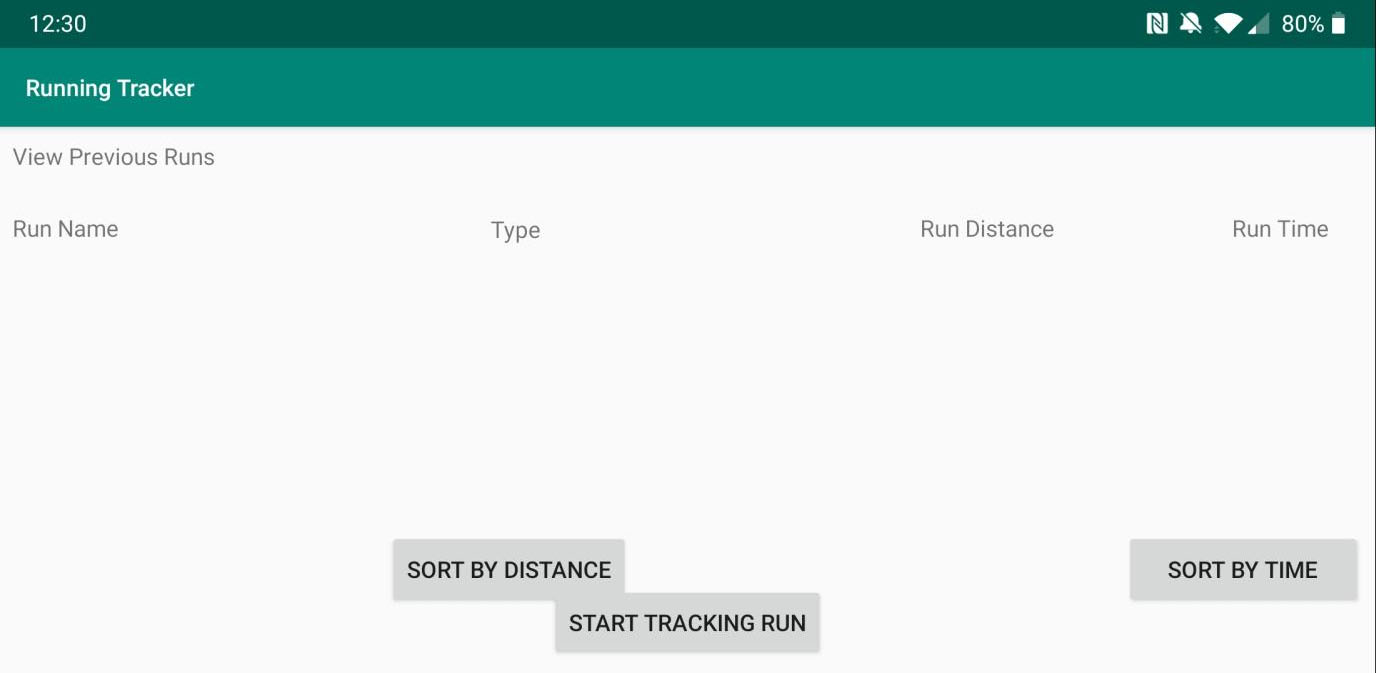 12:30 80%
Running Tracker
View Previous Runs
Run Name Type Run Distance Run Time
SORT BY DISTANCE SORT BY TIME
START TRACKING RUN